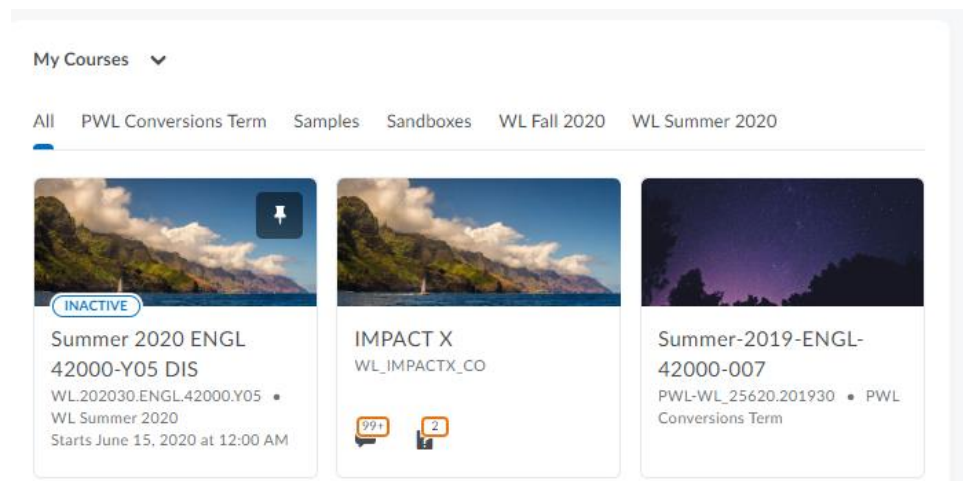 My Courses
All PWL Conversions Term Samples Sandboxes WL Fall 2020 WL Summer 2020
INACTIVE
Summer 2020 ENGL
42000-Y05 DIS
WL.202030.ENGL.42000.Y05 •
WL Summer 2020
Starts June 15, 2020 at 12:00 AM
IMPACT X
WL_IMPACTX_CO
99+ 2
Summer-2019-ENGL-
42000-007
PWL-WL_25620.201930 • PWL
Conversions Term